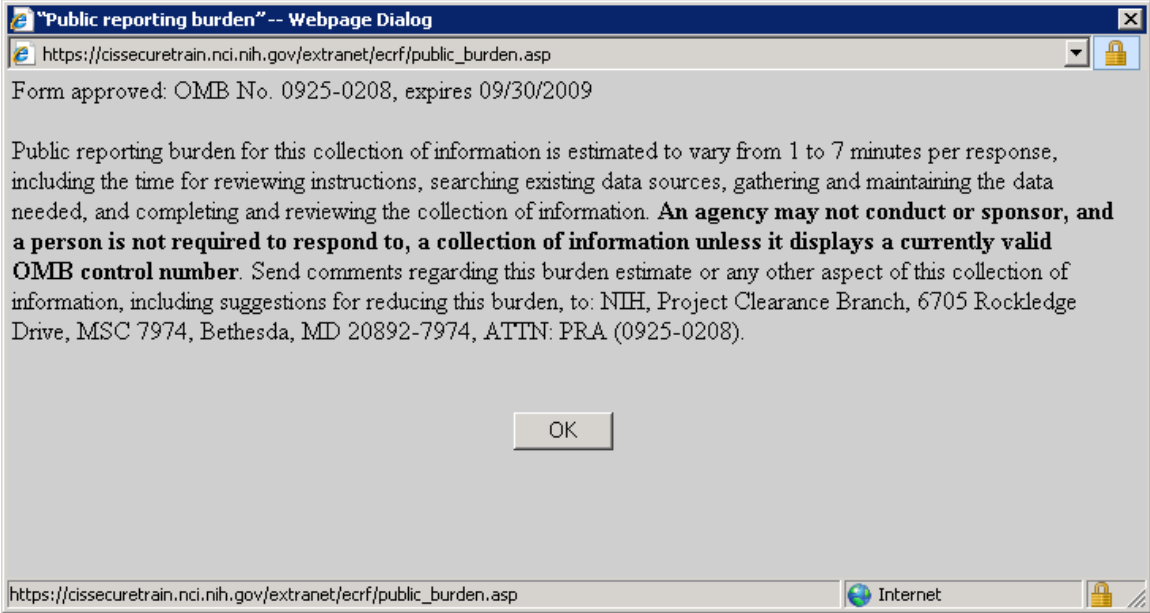 "Public reporting burden"-- Webpage Dialog
https://cissecuretrain.nci.nih.gov/extranet/ecrf/public_burden.asp
Form approved: OMB No. 0925-0208, expires 09/30/2009
Public reporting burden for this collection of information is estimated to vary from 1 to 7 minutes per response,
including the time for reviewing instructions, searching existing data sources, gathering and maintaining the data
needed, and completing and reviewing the collection of information. An agency may not conduct or sponsor, and
a person is not required to respond to, a collection of information unless it displays a currently valid
OMB control number. Send comments regarding this burden estimate or any other aspect of this collection of
information, including suggestions for reducing this burden, to: NIH, Project Clearance Branch, 6705 Rockledge
Drive, MSC 7974, Bethesda, MD 20892-7974, ATTN: PRA (0925-0208).
OK
https://cissecuretrain.nci.nih.gov/extranet/ecrf/public_burden.asp
Internet